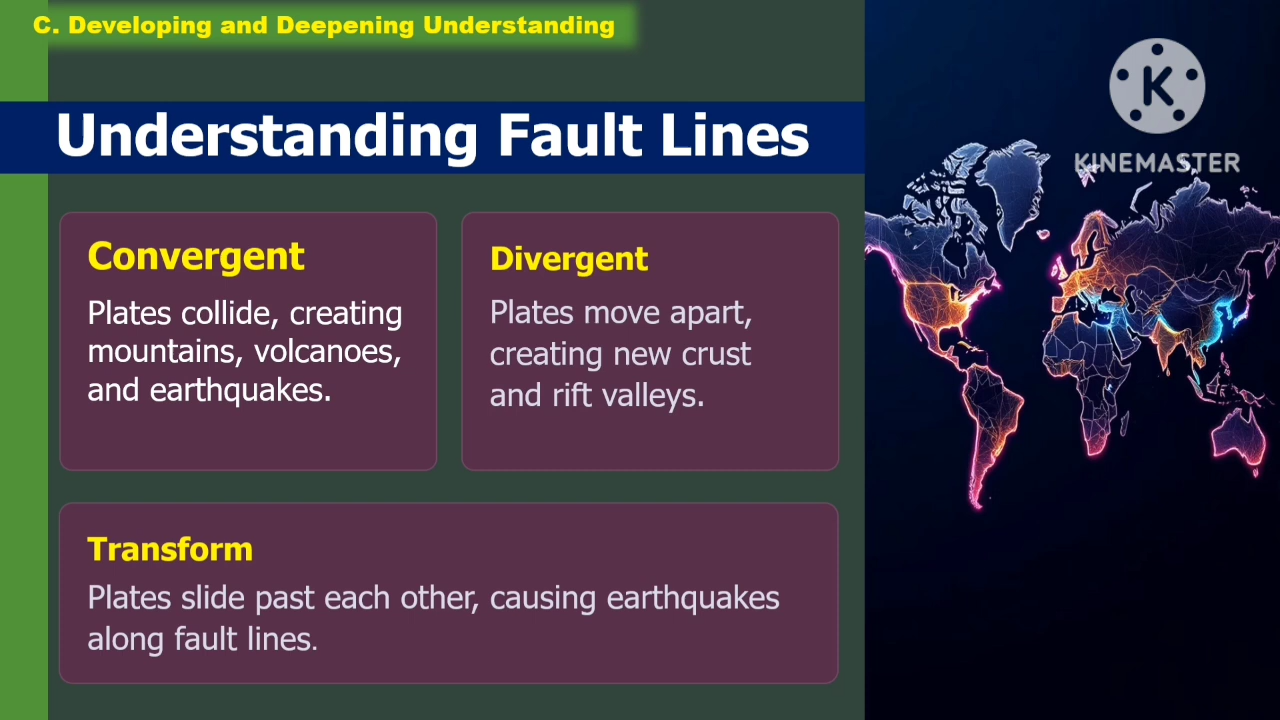 C. Developing and Deepening Understanding
Understanding Fault Lines
Convergent
Plates collide, creating
mountains, volcanoes,
and earthquakes.
Divergent
Plates move apart,
creating new crust
and rift valleys.
Transform
Plates slide past each other, causing earthquakes
along fault lines.
K
KINEMASTER